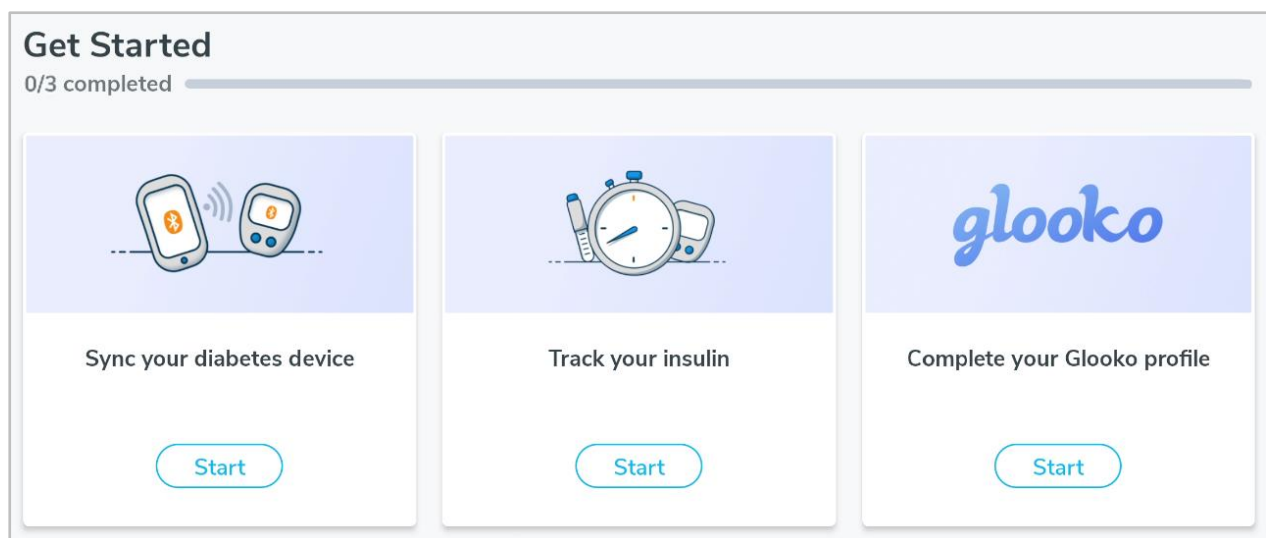 Get Started
0/3 completed
glooko
Sync your diabetes device
Track your insulin
Complete your Glooko profile
Start
Start
Start